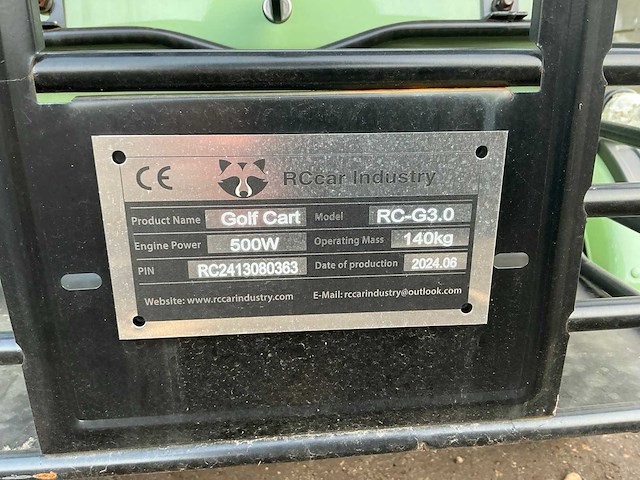 CE RCcar Industry
Product Name Golf Cart Model RC-G3.0
Engine Power 500W Operating Mass 140kg
PIN RC2413080363 Date of production 2024.06
Website: www.rccarindustry.com E-Mail:rccarindustry@outlook.com